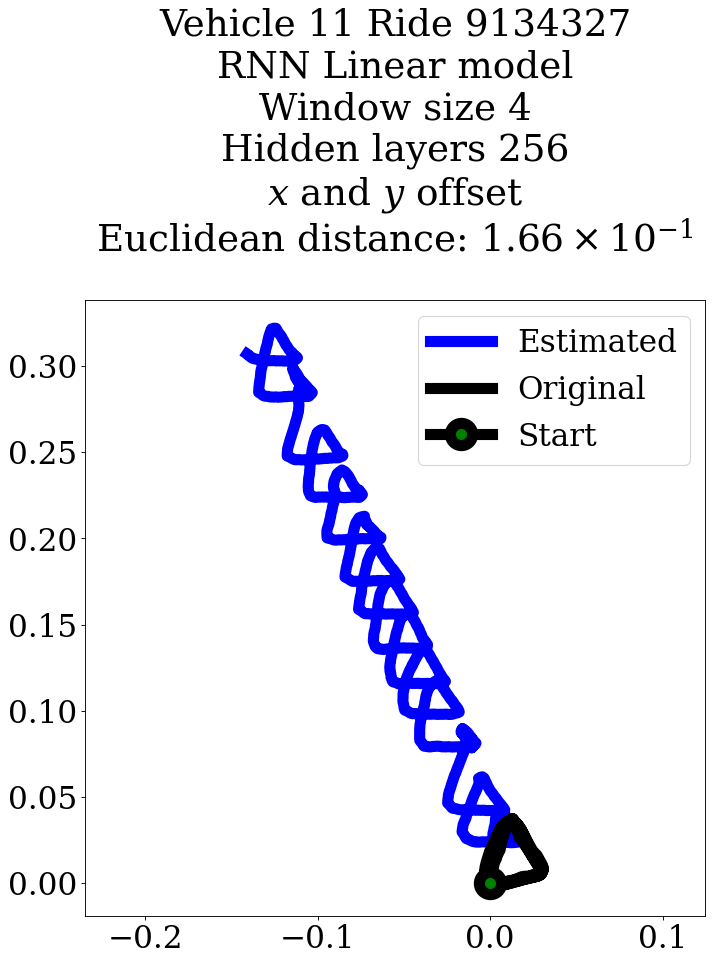 Vehicle 11 Ride 9134327
RNN Linear model
Window size 4
Hidden layers 256
x and y offset
Euclidean distance: 1.66 × 10⁻¹
Estimated
Original
Start
0.30
0.25
0.20
0.15
0.10
0.05
0.00
−0.2
−0.1
0.0
0.1